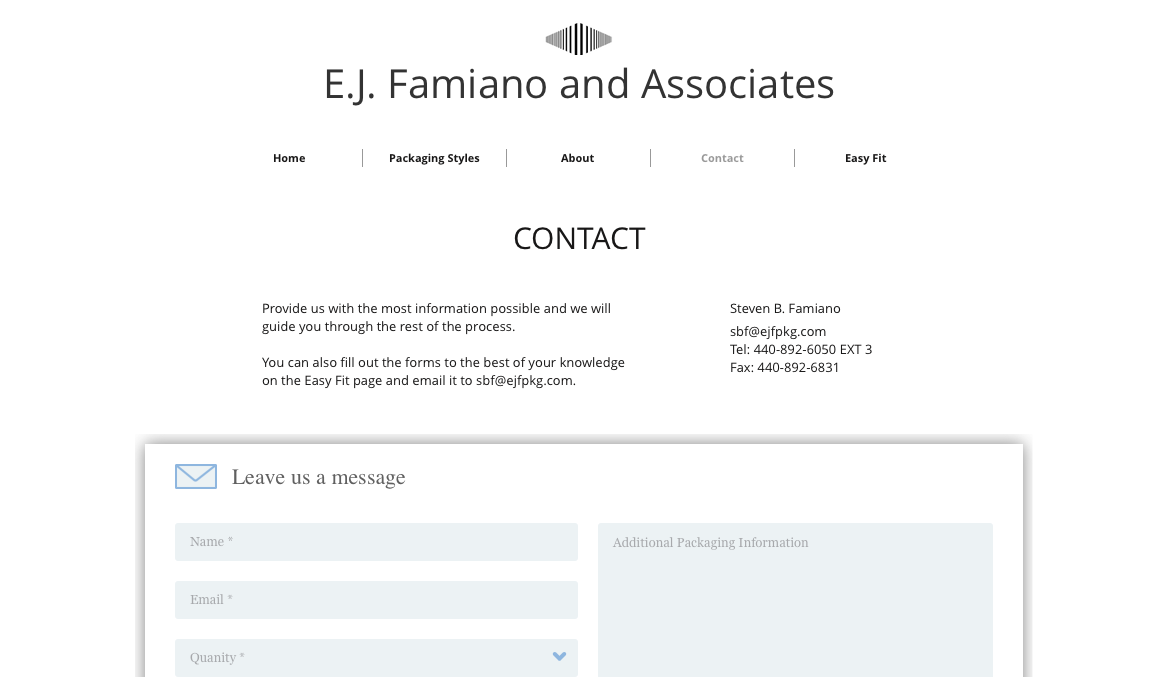 E.J. Famiano and Associates
Home
Packaging Styles
About
Contact
Easy Fit
CONTACT
Provide us with the most information possible and we will
guide you through the rest of the process.
You can also fill out the forms to the best of your knowledge
on the Easy Fit page and email it to sbf@ejfpkg.com.
Steven B. Famiano
sbf@ejfpkg.com
Tel: 440-892-6050 EXT 3
Fax: 440-892-6831
Leave us a message
Name *
Email *
Quanity *
Additional Packaging Information